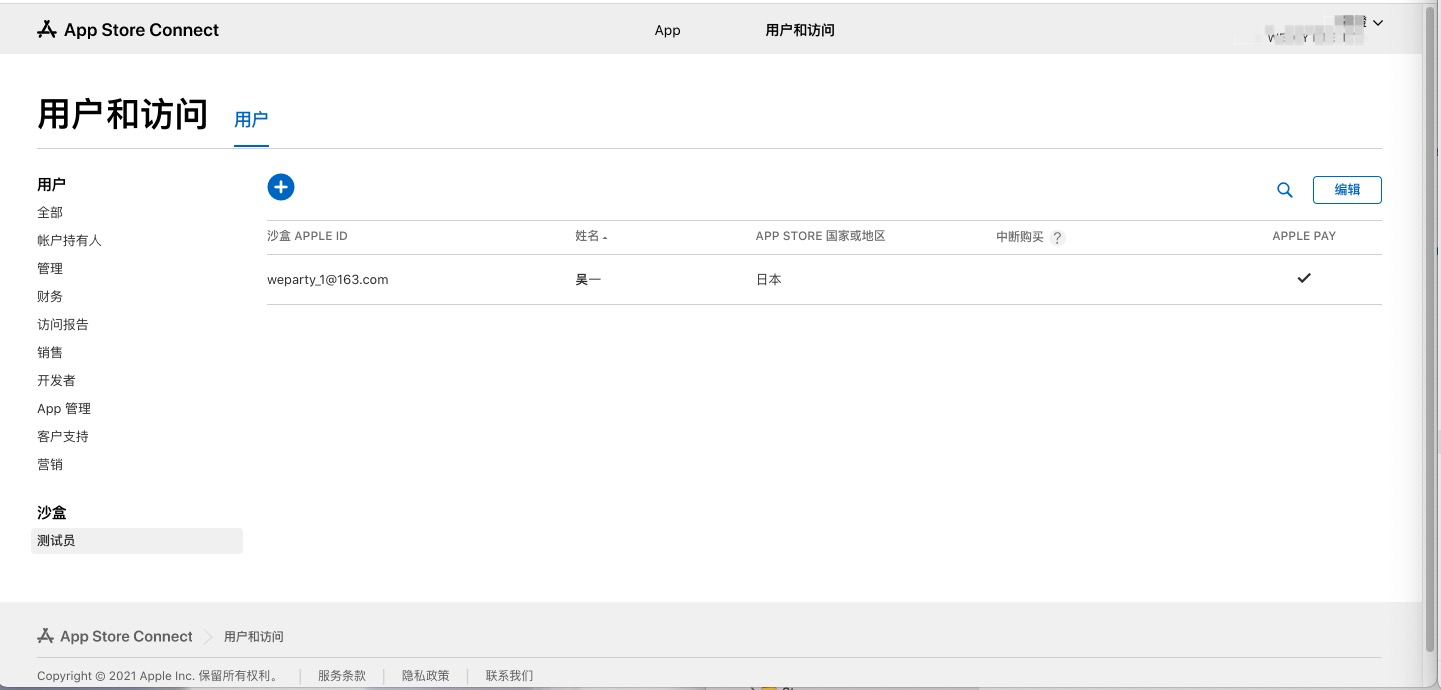 App Store Connect
App
用户和访问
用户和访问
用户
用户
全部
帐户持有人
管理
财务
访问报告
销售
开发者
App 管理
客户支持
营销
沙盒
测试员
编辑
沙盒 APPLE ID 姓名 APP STORE 国家或地区 中断购买 ? APPLE PAY
weparty_1@163.com 吴一 日本
App Store Connect 用户和访问
Copyright © 2021 Apple Inc. 保留所有权利。 服务条款 隐私政策 联系我们